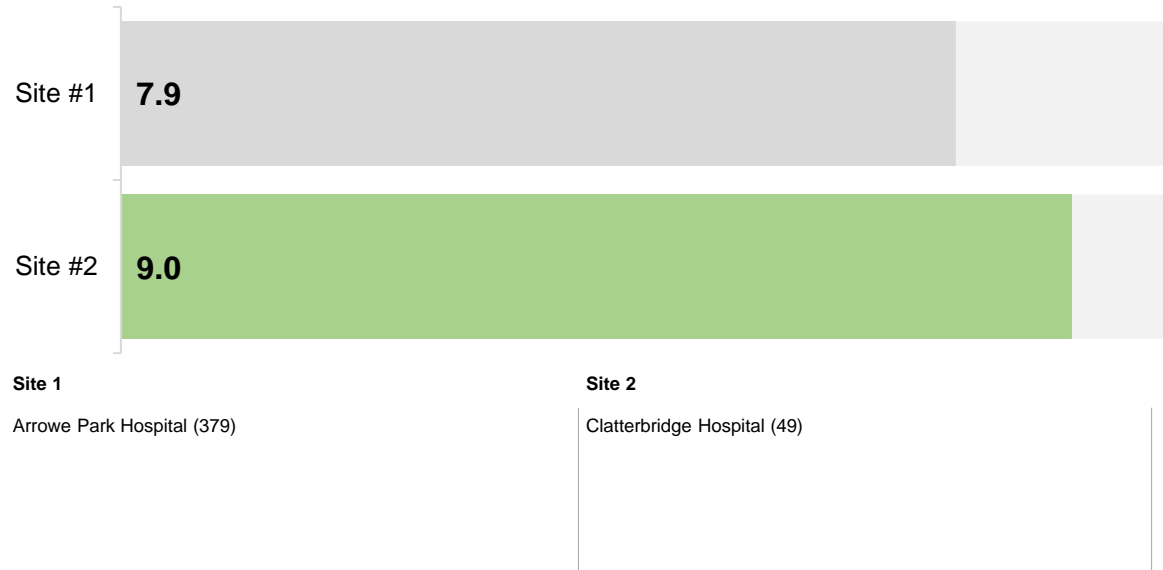 Site #1
7.9
Site #2
9.0
Site 1
Arrowe Park Hospital (379)
Site 2
Clatterbridge Hospital (49)